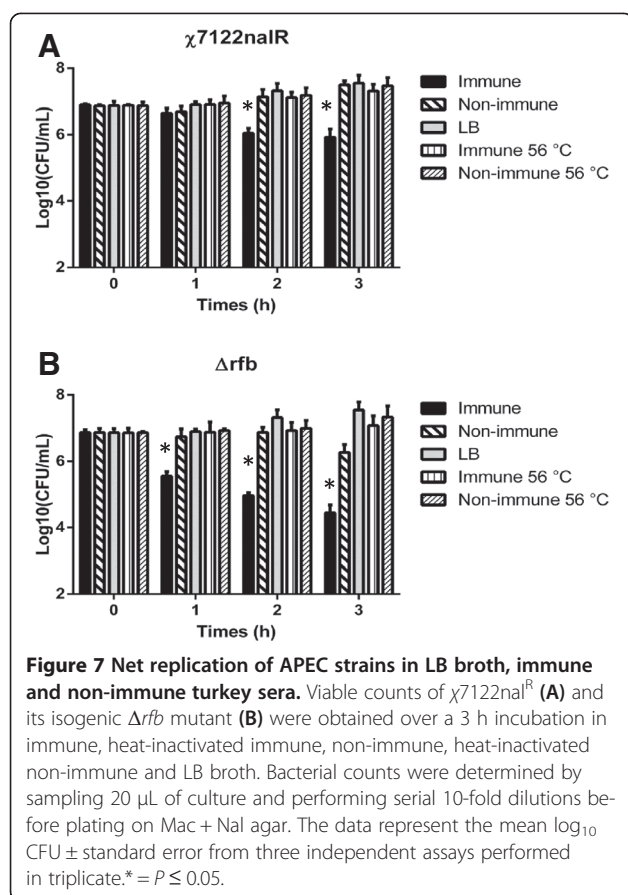 A
χ7122nalR
Log10(CFU/mL)
8
6
4
2
0
1
2
3
Times (h)
*
*
Immune
Non-immune
LB
Immune 56 °C
Non-immune 56 °C
B
Δrfb
Log10(CFU/mL)
8
6
4
2
0
1
2
3
Times (h)
*
*
*
Immune
Non-immune
LB
Immune 56 °C
Non-immune 56 °C
Figure 7 Net replication of APEC strains in LB broth, immune
and non-immune turkey sera. Viable counts of χ7122nalᴿ (A) and
its isogenic Δrfb mutant (B) were obtained over a 3 h incubation in
immune, heat-inactivated immune, non-immune, heat-inactivated
non-immune and LB broth. Bacterial counts were determined by
sampling 20 μL of culture and performing serial 10-fold dilutions be-
fore plating on Mac + Nal agar. The data represent the mean log₁₀
CFU ± standard error from three independent assays performed
in triplicate.* = P ≤ 0.05.